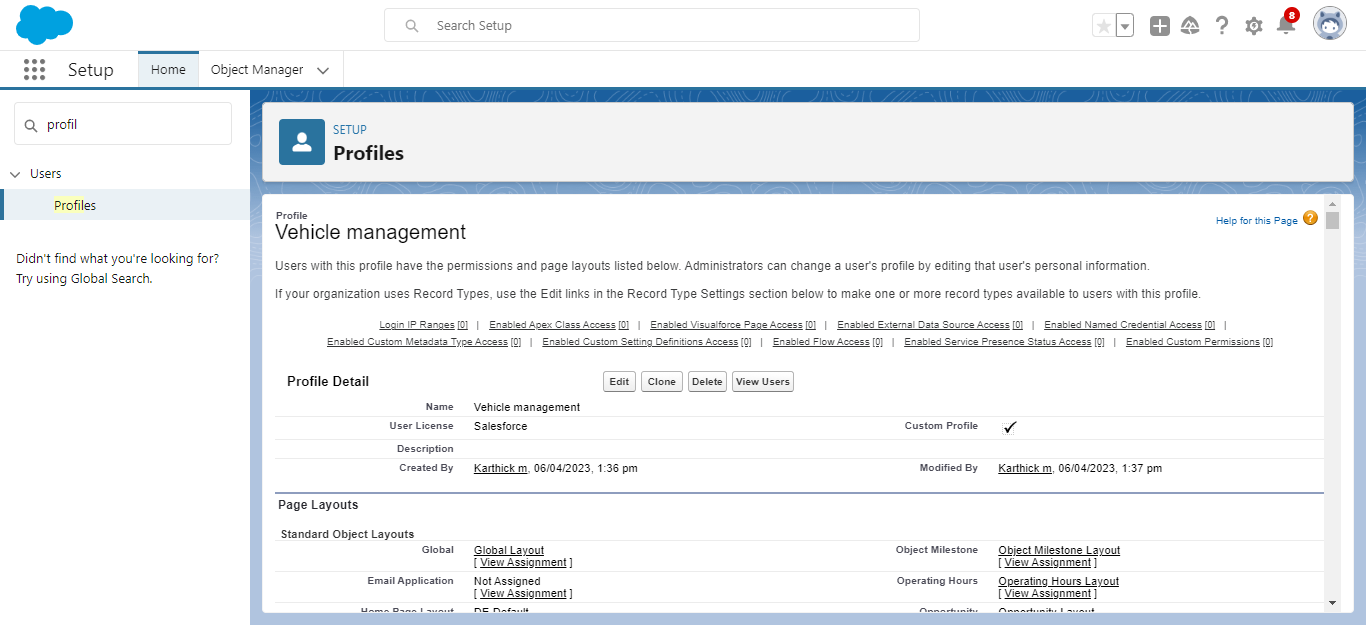 Search Setup
8
Setup
Home
Object Manager
profil
Users
Profiles
Didn't find what you're looking for?
Try using Global Search.
SETUP
Profiles
Profile
Vehicle management
Help for this Page ?
Users with this profile have the permissions and page layouts listed below. Administrators can change a user's profile by editing that user's personal information.
If your organization uses Record Types, use the Edit links in the Record Type Settings section below to make one or more record types available to users with this profile.
Login IP Ranges [0] | Enabled Apex Class Access [0] | Enabled Visualforce Page Access [0] | Enabled External Data Source Access [0] | Enabled Named Credential Access [0] |
Enabled Custom Metadata Type Access [0] | Enabled Custom Setting Definitions Access [0] | Enabled Flow Access [0] | Enabled Service Presence Status Access [0] | Enabled Custom Permissions [0]
Profile Detail Edit Clone Delete View Users
Name Vehicle management
User License Salesforce Custom Profile ✓
Description
Created By Karthick m, 06/04/2023, 1:36 pm Modified By Karthick m, 06/04/2023, 1:37 pm
Page Layouts
Standard Object Layouts
Global Global Layout Object Milestone Object Milestone Layout
[ View Assignment ] [ View Assignment ]
Email Application Not Assigned Operating Hours Operating Hours Layout
[ View Assignment ] [ View Assignment ]
Home Page Layout DE Default Opportunity Opportunity Layout